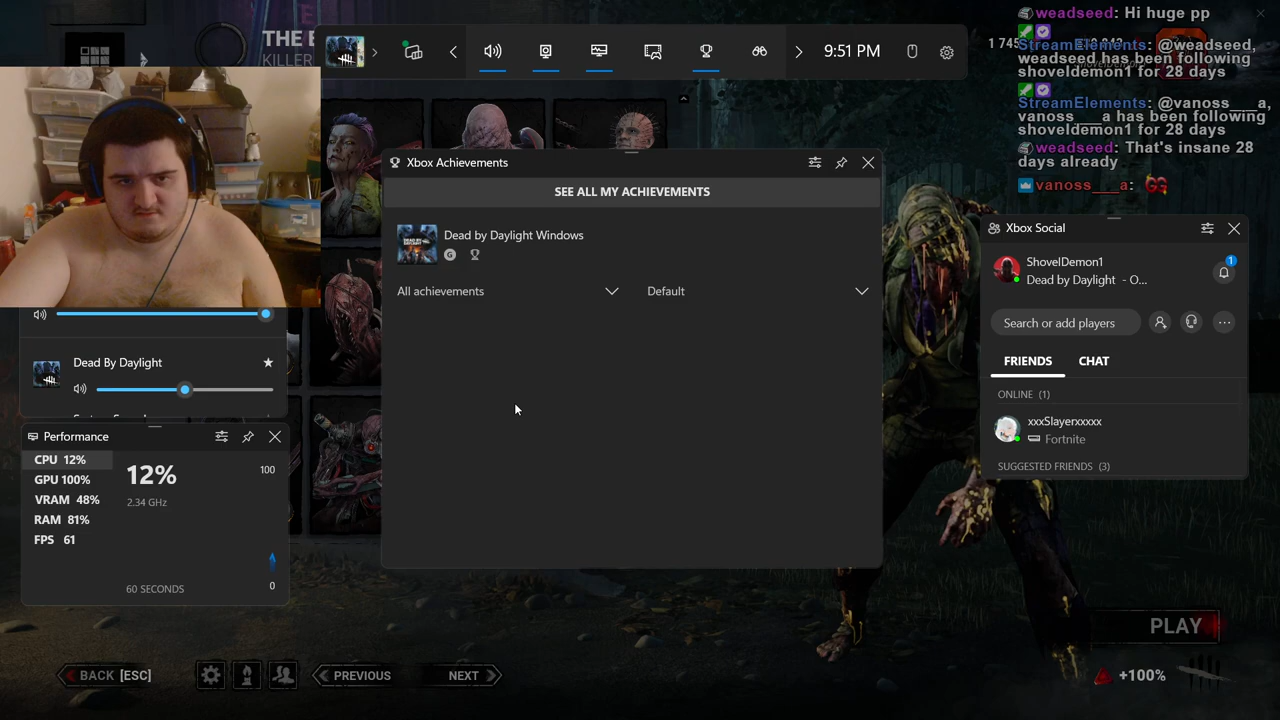 THE
KILLER
9:51 PM
1 745
weadseed: Hi huge pp
StreamElements: @weadseed,
weadseed has been following
shoveldemon1 for 28 days
StreamElements: @vanoss___a,
vanoss___a has been following
shoveldemon1 for 28 days
weadseed: That's insane 28
days already
vanoss___a:
Xbox Achievements
SEE ALL MY ACHIEVEMENTS
Dead by Daylight Windows
G
All achievements
Default
Xbox Social
ShovelDemon1
1
Dead by Daylight - O...
Search or add players
FRIENDS
CHAT
ONLINE (1)
xxxSlayerxxxxx
Fortnite
SUGGESTED FRIENDS (3)
Dead By Daylight
Performance
CPU 12%
GPU 100%
VRAM 48%
RAM 81%
FPS 61
12%
2.34 GHz
100
60 SECONDS
0
PLAY
BACK [ESC]
PREVIOUS
NEXT
+100%